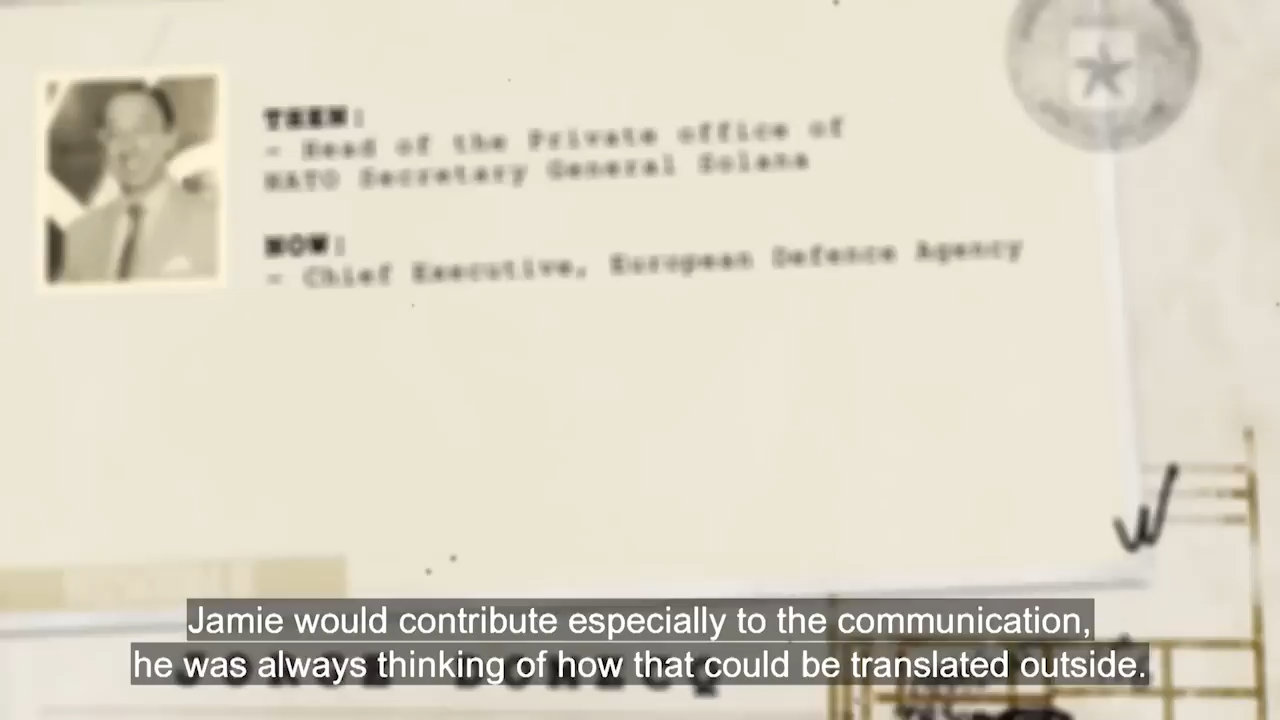 THEN:
- Head of the Private office of
NATO Secretary General Solana
NOW:
- Chief Executive, European Defence Agency
Jamie would contribute especially to the communication,
he was always thinking of how that could be translated outside.